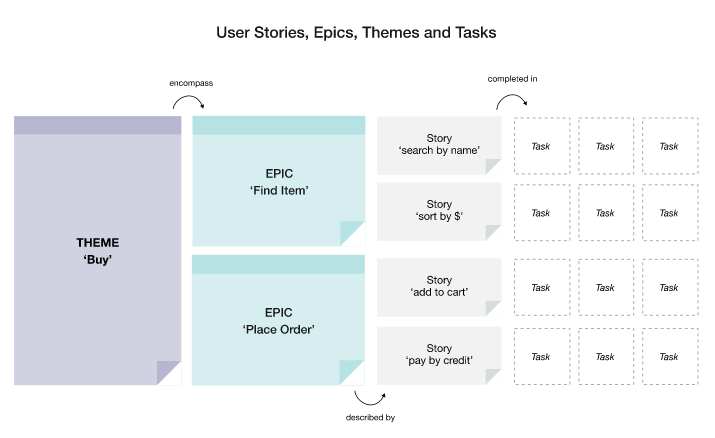 User Stories, Epics, Themes and Tasks
encompass
completed in
THEME
‘Buy’
EPIC
‘Find Item’
Story
‘search by name’
Task
Task
Task
Story
‘sort by $’
Task
Task
Task
EPIC
‘Place Order’
Story
‘add to cart’
Task
Task
Task
Story
‘pay by credit’
Task
Task
Task
described by